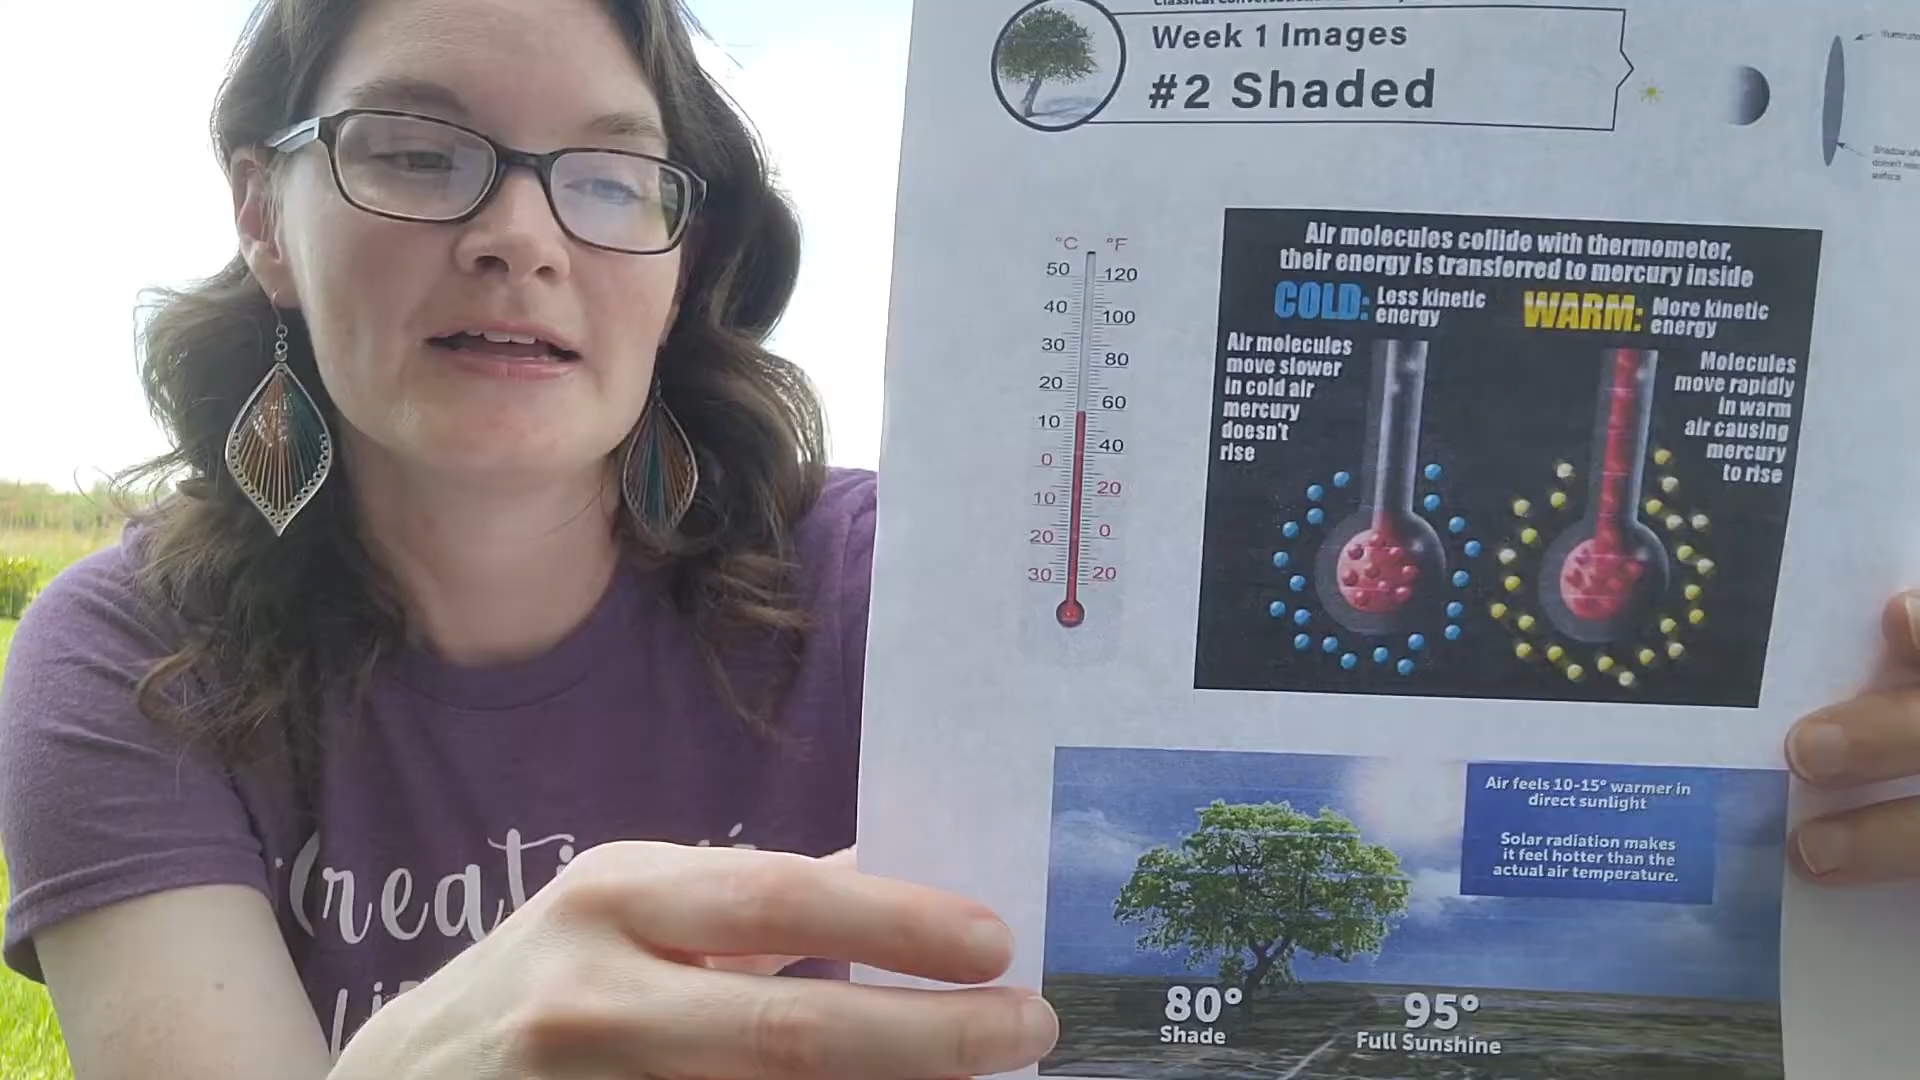 Week 1 Images
#2 Shaded
°C °F
50 120
40 100
30 80
20 60
10 40
0 20
10 0
20 20
30
Air molecules collide with thermometer,
their energy is transferred to mercury inside
COLD: Less kinetic
energy
WARM: More kinetic
energy
Air molecules
move slower
in cold air
mercury
doesn't
rise
Molecules
move rapidly
in warm
air causing
mercury
to rise
Air feels 10-15° warmer in
direct sunlight
Solar radiation makes
it feel hotter than the
actual air temperature.
80°
Shade
95°
Full Sunshine